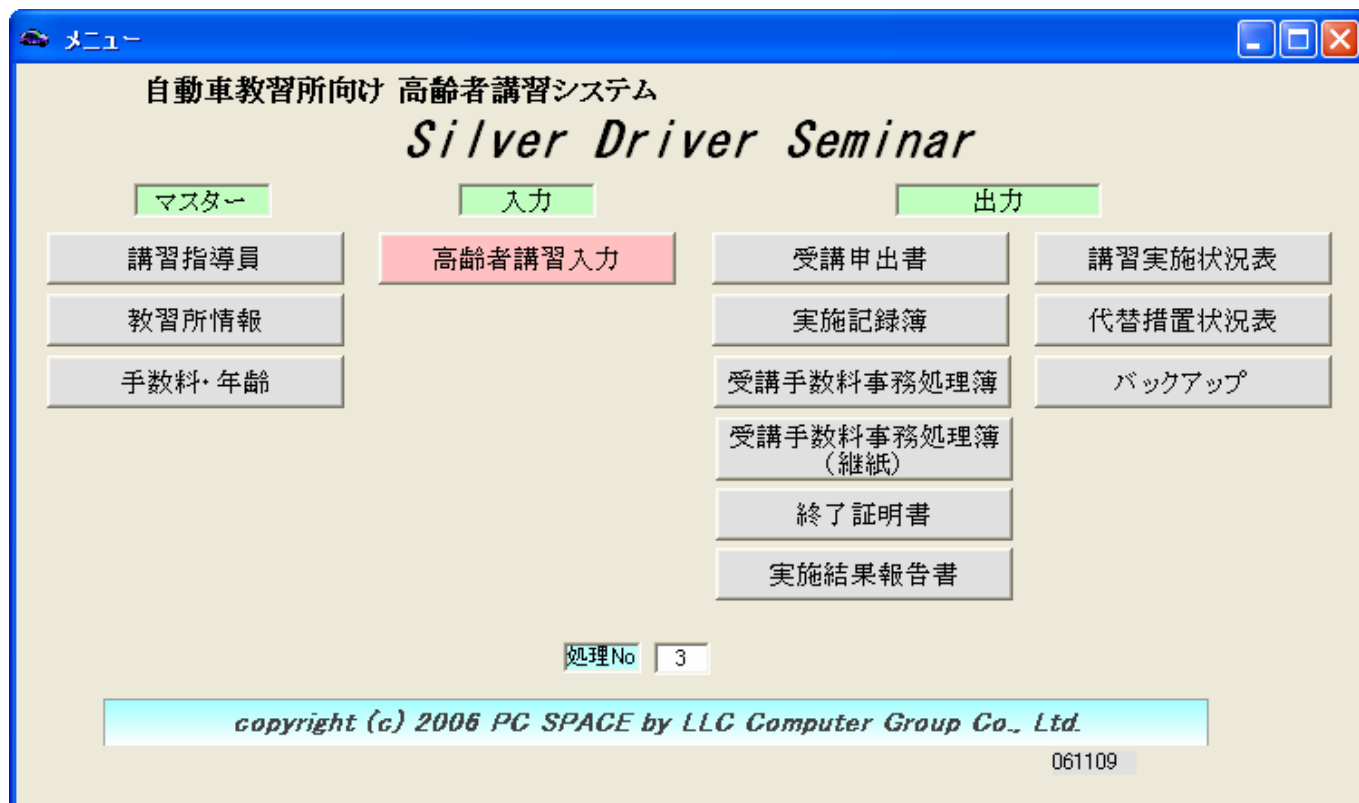 メニュー
自動車教習所向け 高齢者講習システム
Silver Driver Seminar
マスター 入力 出力
講習指導員 高齢者講習入力 受講申出書 講習実施状況表
教習所情報 実施記録簿 代替措置状況表
手数料・年齢 受講手数料事務処理簿 バックアップ
受講手数料事務処理簿
(継紙)
終了証明書
実施結果報告書
処理No 3
copyright (c) 2006 PC SPACE by LLC Computer Group Co., Ltd.
061109